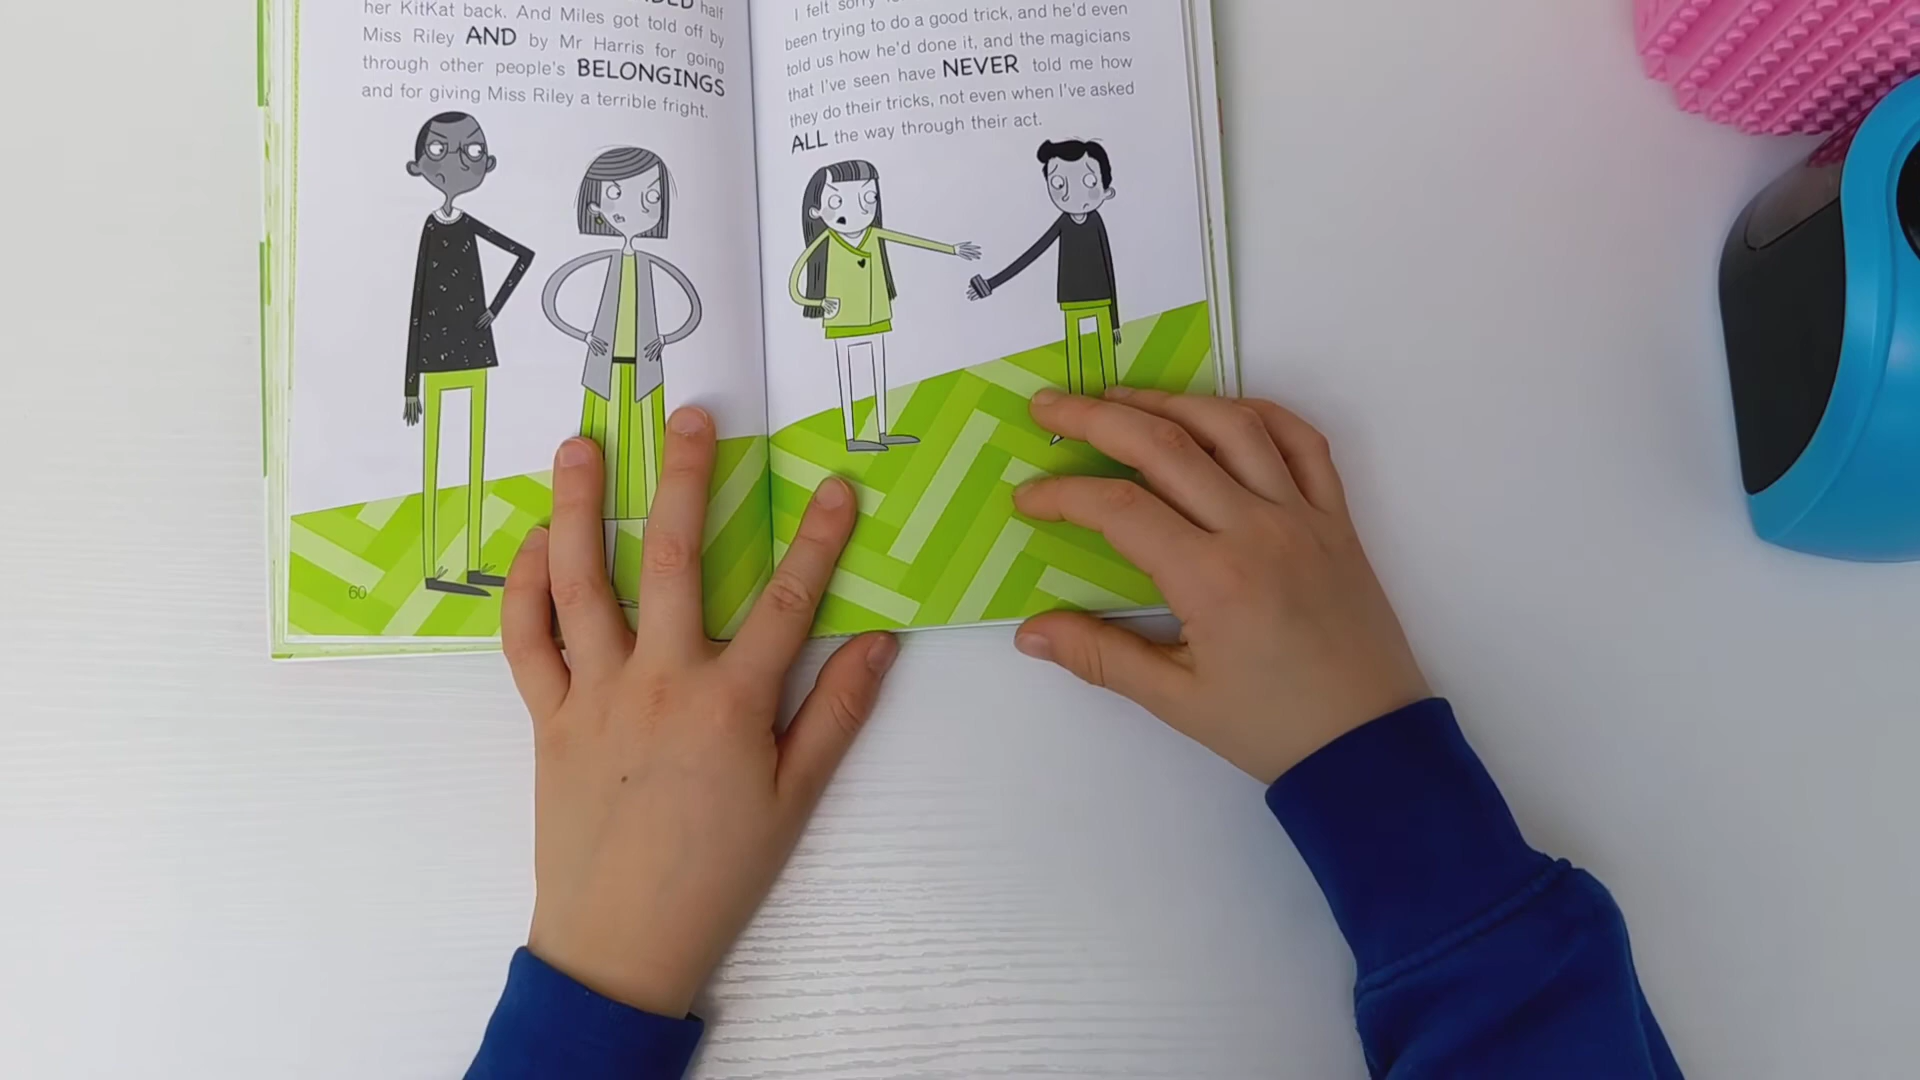 half
her KitKat back. And Miles got told off by
Miss Riley AND by Mr Harris for going
through other people's BELONGINGS
and for giving Miss Riley a terrible fright.
60
I felt sorry
been trying to do a good trick, and he'd even
told us how he'd done it, and the magicians
that I've seen have NEVER told me how
they do their tricks, not even when I've asked
ALL the way through their act.